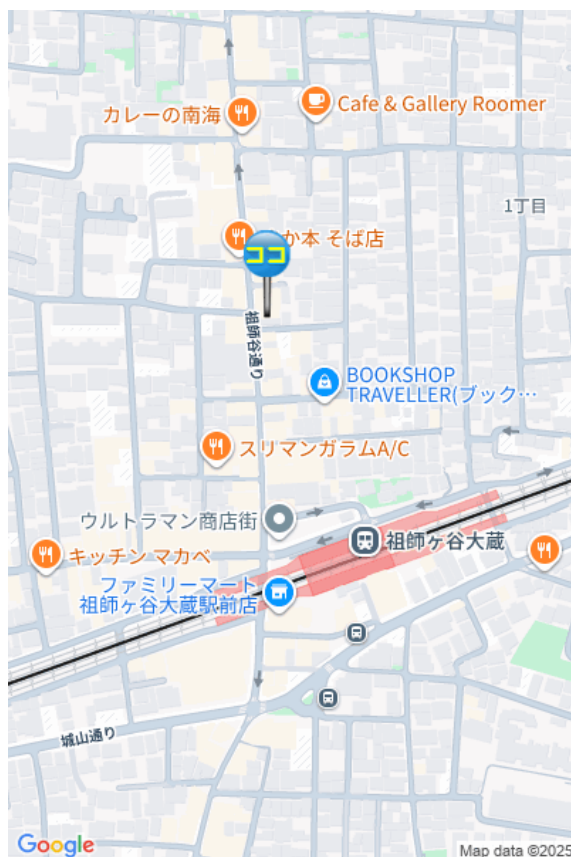 カレーの南海
Cafe & Gallery Roomer
1丁目
か本 そば店
ココ
祖師谷通り
BOOKSHOP
TRAVELLER(ブック…
スリマンガラムA/C
ウルトラマン商店街
祖師ヶ谷大蔵
キッチン マカベ
ファミリーマート
祖師ヶ谷大蔵駅前店
城山通り
Google
Map data ©2025